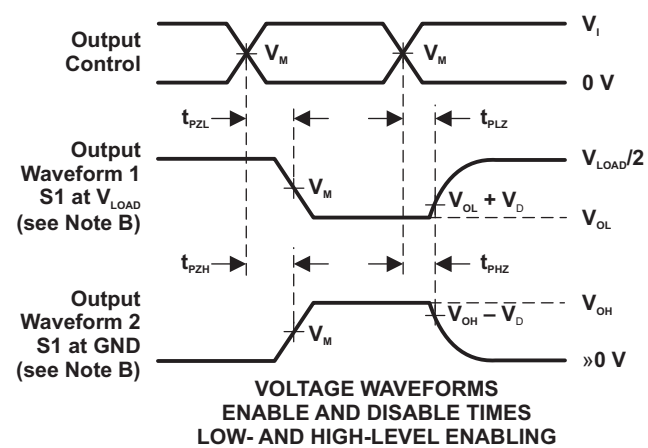 Output
Control
V_M
V_M
V_I
0 V
t_PZL
t_PLZ
Output
Waveform 1
S1 at V_LOAD
(see Note B)
V_M
V_OL + V_D
V_LOAD/2
V_OL
t_PZH
t_PHZ
Output
Waveform 2
S1 at GND
(see Note B)
V_M
V_OH − V_D
V_OH
»0 V
VOLTAGE WAVEFORMS
ENABLE AND DISABLE TIMES
LOW- AND HIGH-LEVEL ENABLING